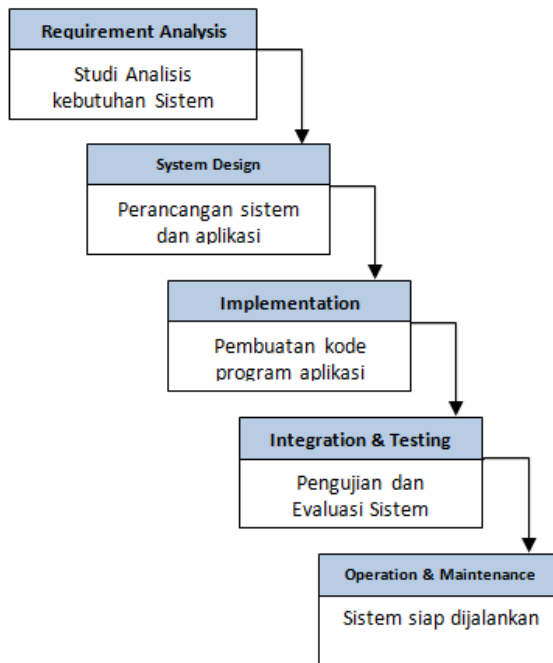 Requirement Analysis
Studi Analisis
kebutuhan Sistem
System Design
Perancangan sistem
dan aplikasi
Implementation
Pembuatan kode
program aplikasi
Integration & Testing
Pengujian dan
Evaluasi Sistem
Operation & Maintenance
Sistem siap dijalankan